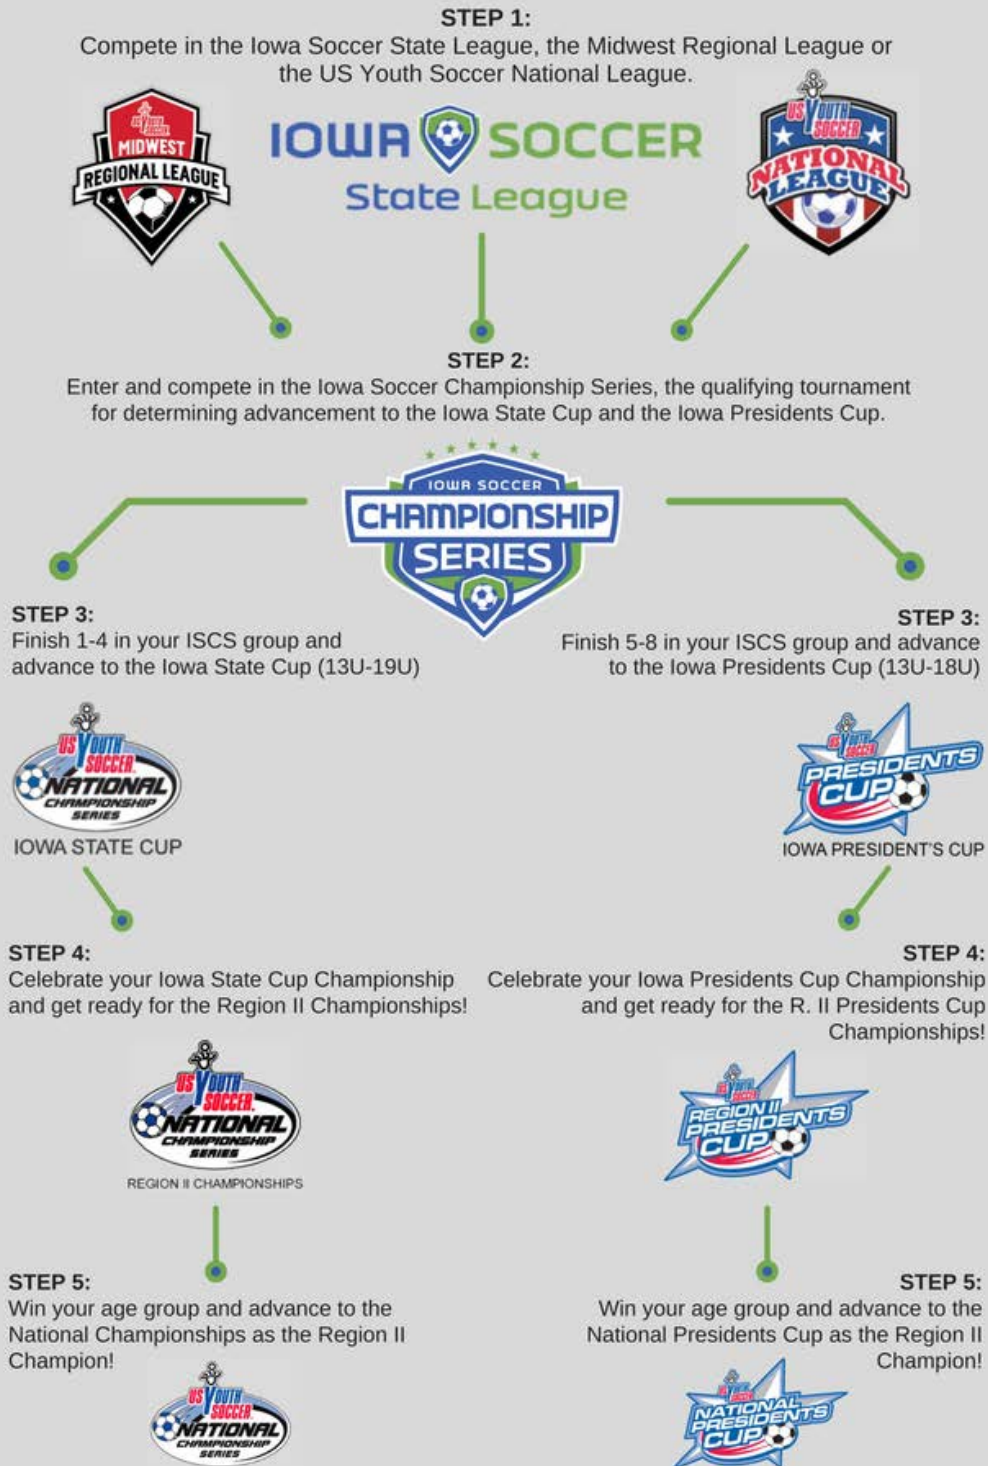 STEP 1:
Compete in the Iowa Soccer State League, the Midwest Regional League or
the US Youth Soccer National League.
US YOUTH
SOCCER
MIDWEST
REGIONAL LEAGUE
IOWA SOCCER
State League
US YOUTH
SOCCER
NATIONAL
LEAGUE
STEP 2:
Enter and compete in the Iowa Soccer Championship Series, the qualifying tournament
for determining advancement to the Iowa State Cup and the Iowa Presidents Cup.
IOWA SOCCER
CHAMPIONSHIP
SERIES
STEP 3:
Finish 1-4 in your ISCS group and
advance to the Iowa State Cup (13U-19U)
US YOUTH
SOCCER
NATIONAL
CHAMPIONSHIP
SERIES
IOWA STATE CUP
STEP 3:
Finish 5-8 in your ISCS group and advance
to the Iowa Presidents Cup (13U-18U)
US YOUTH
SOCCER
PRESIDENTS
CUP
IOWA PRESIDENT'S CUP
STEP 4:
Celebrate your Iowa State Cup Championship
and get ready for the Region II Championships!
US YOUTH
SOCCER
NATIONAL
CHAMPIONSHIP
SERIES
REGION II CHAMPIONSHIPS
STEP 4:
Celebrate your Iowa Presidents Cup Championship
and get ready for the R. II Presidents Cup
Championships!
US YOUTH
SOCCER
REGION II
PRESIDENTS
CUP
STEP 5:
Win your age group and advance to the
National Championships as the Region II
Champion!
US YOUTH
SOCCER
NATIONAL
CHAMPIONSHIP
SERIES
STEP 5:
Win your age group and advance to the
National Presidents Cup as the Region II
Champion!
US YOUTH
SOCCER
NATIONAL
PRESIDENTS
CUP